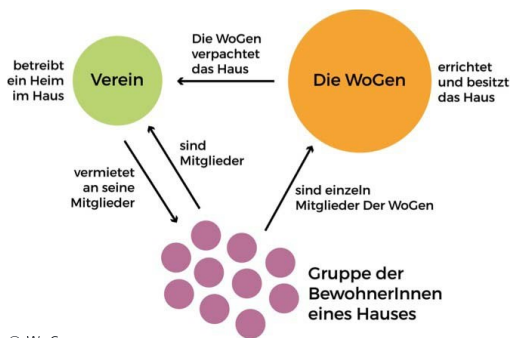 Die WoGen
verpachtet
das Haus
betreibt
ein Heim
im Haus
Verein
Die WoGen
errichtet
und besitzt
das Haus
sind
Mitglieder
vermietet
an seine
Mitglieder
sind einzeln
Mitglieder Der WoGen
Gruppe der
BewohnerInnen
eines Hauses